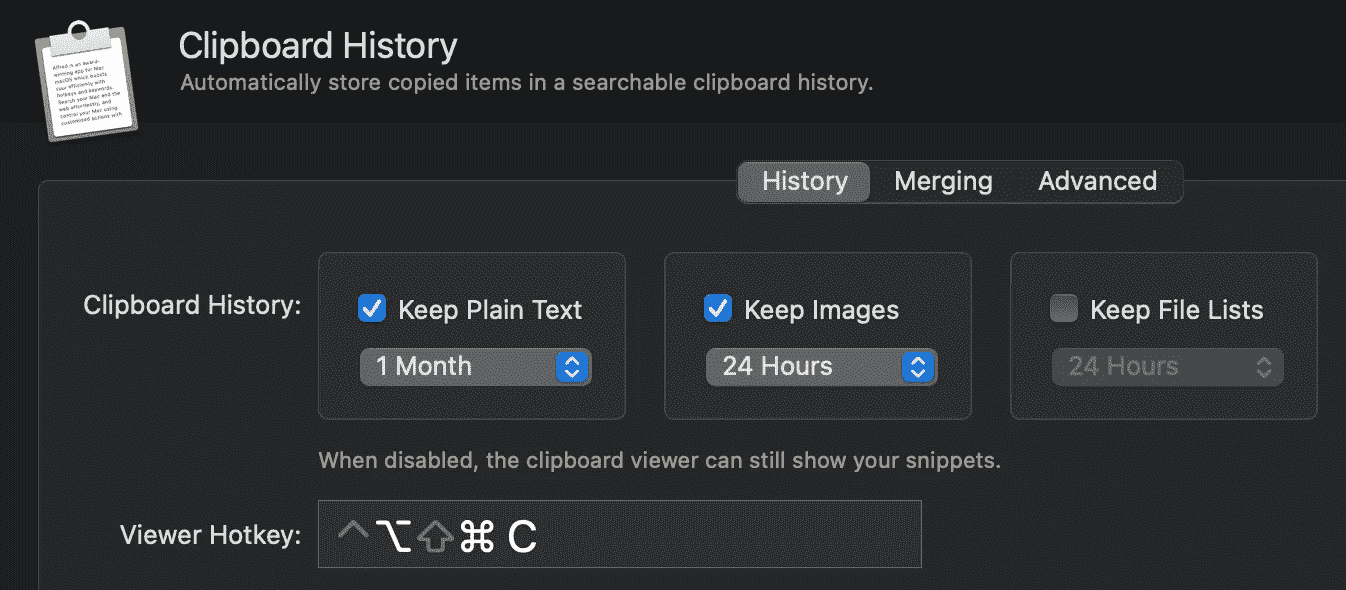 Clipboard History
Automatically store copied items in a searchable clipboard history.
Alfred is an award-
winning app for Mac
macOS which boosts
your efficiency with
hotkeys and keywords.
Search your Mac and the
web effortlessly, and
control your Mac using
customised actions with
History Merging Advanced
Clipboard History: Keep Plain Text Keep Images Keep File Lists
1 Month 24 Hours 24 Hours
When disabled, the clipboard viewer can still show your snippets.
Viewer Hotkey: ^⌥⇧⌘ C